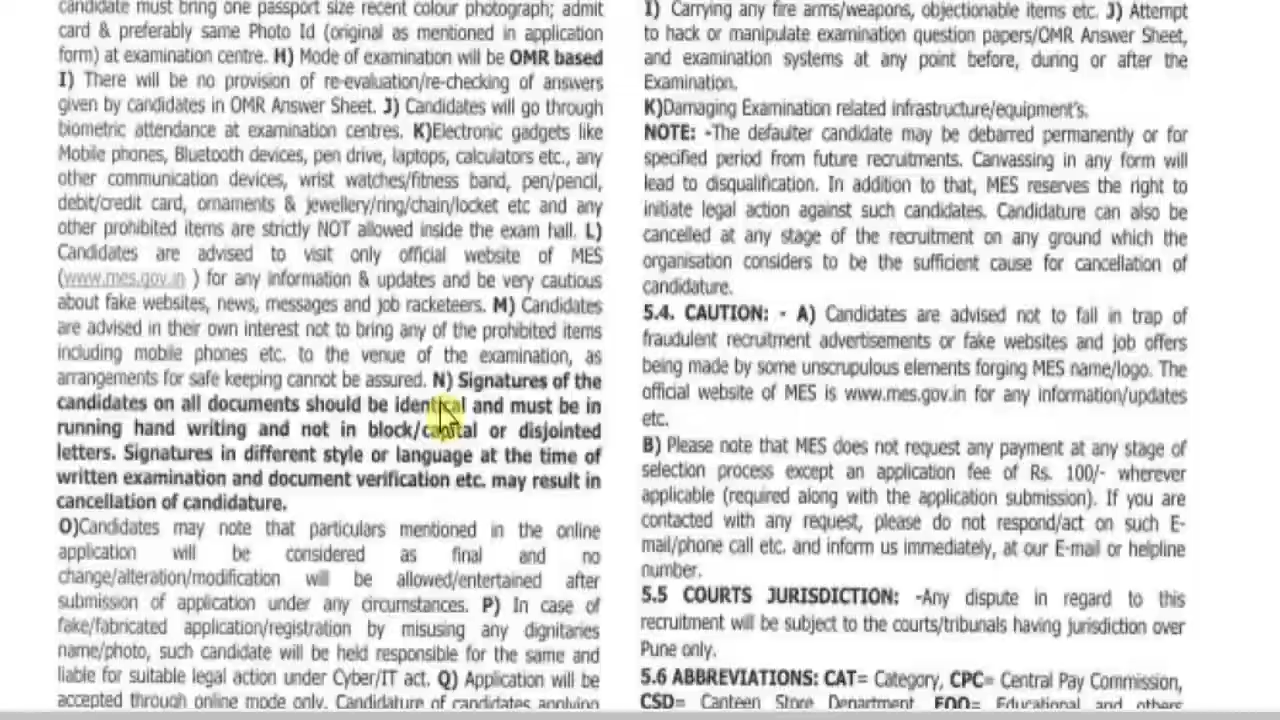 candidate must bring one passport size recent colour photograph; admit
card & preferably same Photo Id (original as mentioned in application
form) at examination centre. H) Mode of examination will be OMR based
I) There will be no provision of re-evaluation/re-checking of answers
given by candidates in OMR Answer Sheet. J) Candidates will go through
biometric attendance at examination centres. K)Electronic gadgets like
Mobile phones, Bluetooth devices, pen drive, laptops, calculators etc., any
other communication devices, wrist watches/fitness band, pen/pencil,
debit/credit card, ornaments & jewellery/ring/chain/locket etc and any
other prohibited items are strictly NOT allowed inside the exam hall. L)
Candidates are advised to visit only official website of MES
(www.mes.gov.in ) for any information & updates and be very cautious
about fake websites, news, messages and job racketeers. M) Candidates
are advised in their own interest not to bring any of the prohibited items
including mobile phones etc. to the venue of the examination, as
arrangements for safe keeping cannot be assured. N) Signatures of the
candidates on all documents should be identical and must be in
running hand writing and not in block/capital or disjointed
letters. Signatures in different style or language at the time of
written examination and document verification etc. may result in
cancellation of candidature.
O)Candidates may note that particulars mentioned in the online
application will be considered as final and no
change/alteration/modification will be allowed/entertained after
submission of application under any circumstances. P) In case of
fake/fabricated application/registration by misusing any dignitaries
name/photo, such candidate will be held responsible for the same and
liable for suitable legal action under Cyber/IT act. Q) Application will be
accepted through online mode only. Candidature of candidates applying
I) Carrying any fire arms/weapons, objectionable items etc. J) Attempt
to hack or manipulate examination question papers/OMR Answer Sheet,
and examination systems at any point before, during or after the
Examination.
K)Damaging Examination related infrastructure/equipment's.
NOTE: -The defaulter candidate may be debarred permanently or for
specified period from future recruitments. Canvassing in any form will
lead to disqualification. In addition to that, MES reserves the right to
initiate legal action against such candidates. Candidature can also be
cancelled at any stage of the recruitment on any ground which the
organisation considers to be the sufficient cause for cancellation of
candidature.
5.4. CAUTION: - A) Candidates are advised not to fall in trap of
fraudulent recruitment advertisements or fake websites and job offers
being made by some unscrupulous elements forging MES name/logo. The
official website of MES is www.mes.gov.in for any information/updates
etc.
B) Please note that MES does not request any payment at any stage of
selection process except an application fee of Rs. 100/- wherever
applicable (required along with the application submission). If you are
contacted with any request, please do not respond/act on such E-
mail/phone call etc. and inform us immediately, at our E-mail or helpline
number.
5.5 COURTS JURISDICTION: -Any dispute in regard to this
recruitment will be subject to the courts/tribunals having jurisdiction over
Pune only.
5.6 ABBREVIATIONS: CAT= Category, CPC= Central Pay Commission,
CSD= Canteen Store Department, EQO= Educational and others